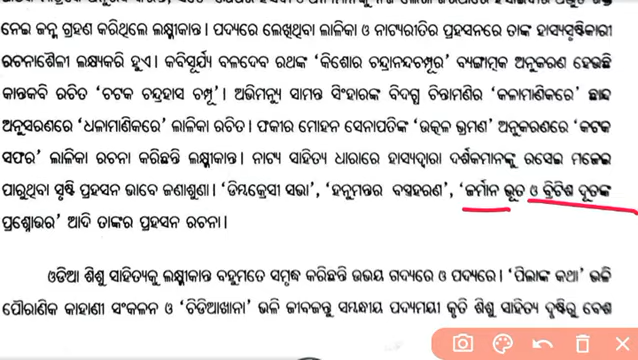 ନେଇ ଜନ୍ମ ଗ୍ରହଣ କରିଥିଲେ ଲକ୍ଷ୍ମୀକାନ୍ତ। ପଦ୍ୟରେ ଲେଖିଥିବା ଲାଳିକା ଓ ନାଟ୍ୟରୀତିର ପ୍ରହସନରେ ତାଙ୍କ ହାସ୍ୟସୃଷ୍ଟିକାରୀ
ରଚନାଶୈଳୀ ଲକ୍ଷ୍ୟକରି ହୁଏ। କବିସୂର୍ଯ୍ୟ ବଳଦେବ ରଥଙ୍କ ‘କିଶୋର ଚନ୍ଦ୍ରାନନ୍ଦଚମ୍ପୂର’ ବ୍ୟଙ୍ଗାତ୍ମକ ଅନୁକରଣ ହେଉଛି
କାନ୍ତକବି ରଚିତ ‘ଚଟକ ଚନ୍ଦ୍ରହାସ ଚମ୍ପୂ’। ଅଭିମନ୍ୟୁ ସାମନ୍ତ ସିଂହାରଙ୍କ ବିଦଗ୍ଧ ଚିନ୍ତାମଣିର ‘କଳାମାଣିକରେ’ ଛାନ୍ଦ
ଅନୁସରଣରେ ‘ଧଳାମାଣିକରେ’ ଲାଳିକା ରଚିତ। ଫକୀର ମୋହନ ସେନାପତିଙ୍କ ‘ଉତ୍କଳ ଭ୍ରମଣ’ ଅନୁକରଣରେ ‘କଟକ
ସଫର’ ଲାଳିକା ରଚନା କରିଛନ୍ତି ଲକ୍ଷ୍ମୀକାନ୍ତ। ନାଟ୍ୟ ସାହିତ୍ୟ ଧାରାରେ ହାସ୍ୟଦ୍ୱାରା ଦର୍ଶକମାନଙ୍କୁ ରସେଇ ମଜ୍ଜେଇ
ପାରୁଥିବା ସୃଷ୍ଟି ପ୍ରହସନ ଭାବେ ଜଣାଶୁଣା। ‘ଡିମ୍ୱକ୍ରେସୀ ସଭା’, ‘ହନୁମନ୍ତର ବସ୍ତ୍ରହରଣ’, ‘ଜର୍ମାନ ଭୂତ ଓ ବ୍ରିଟିଶ ଦୂତଙ୍କ
ପ୍ରଶ୍ନୋତ୍ତର’ ଆଦି ତାଙ୍କର ପ୍ରହସନ ରଚନା।
ଓଡିଆ ଶିଶୁ ସାହିତ୍ୟକୁ ଲକ୍ଷ୍ମୀକାନ୍ତ ବହୁମତେ ସମୃଦ୍ଧ କରିଛନ୍ତି ଉଭୟ ଗଦ୍ୟରେ ଓ ପଦ୍ୟରେ। ‘ପିଲାଙ୍କ କଥା’ ଭଳି
ପୌରାଣିକ କାହାଣୀ ସଂକଳନ ଓ ‘ଚିଡିଆଖାନା’ ଭଳି ଜୀବଜନ୍ତୁ ସମ୍ବନ୍ଧୀୟ ପଦ୍ୟମୟୀ କୃତି ଶିଶୁ ସାହିତ୍ୟ ଦୃଷ୍ଟିରୁ ବେଶ